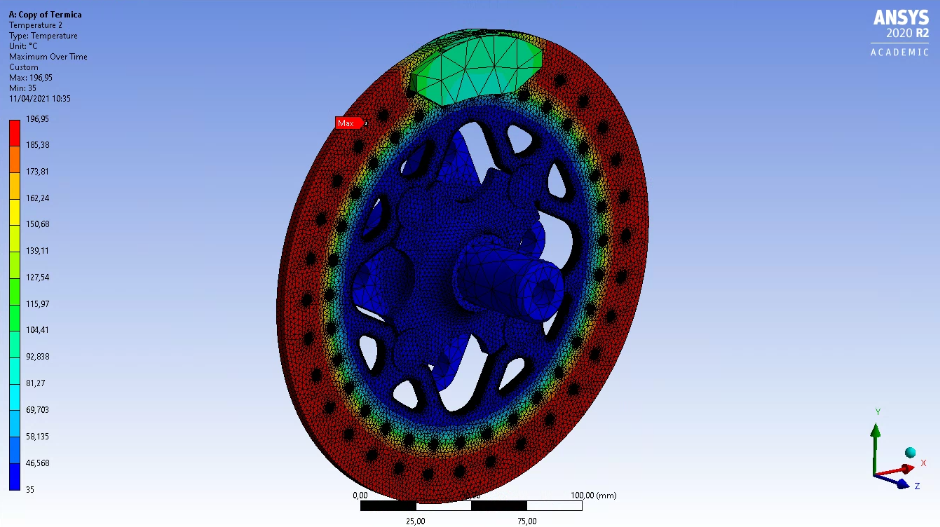 A: Copy of Termica
Temperature 2
Type: Temperature
Unit: °C
Maximum Over Time
Custom
Max: 196,95
Min: 35
11/04/2021 10:35
196,95
185,38
173,81
162,24
150,68
139,11
127,54
115,97
104,41
92,838
81,27
69,703
58,135
46,568
35
Max
ANSYS
2020 R2
ACADEMIC
0,00
100,00 (mm)
25,00
75,00
Y
X
Z